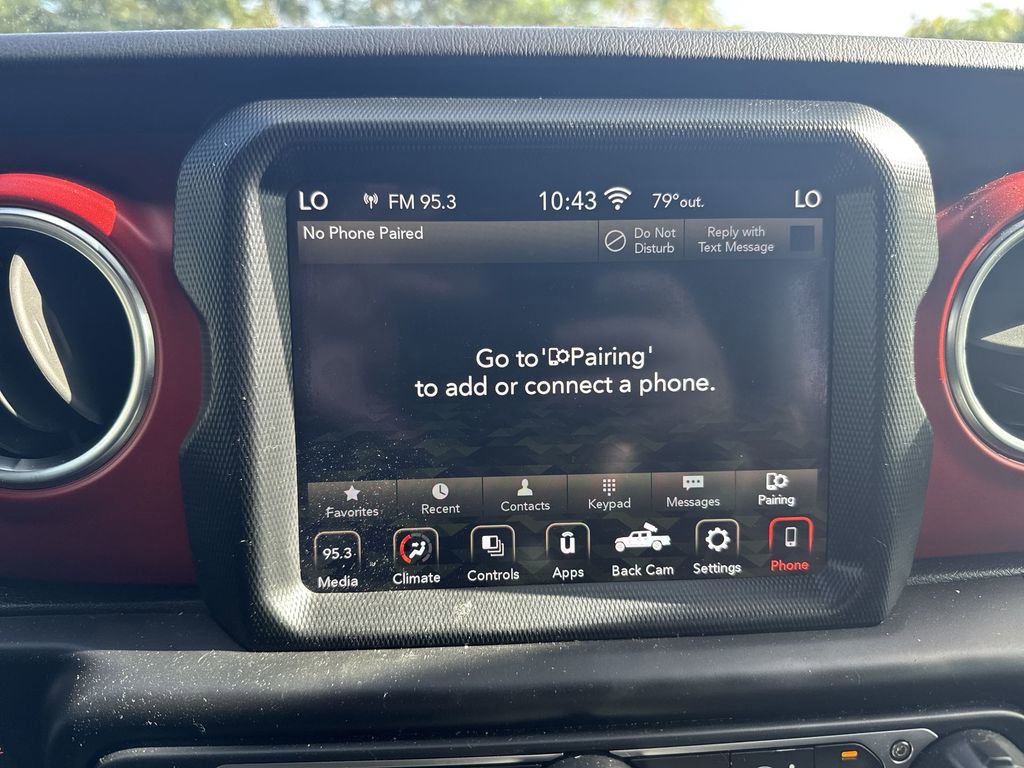 LO FM 95.3 10:43 79°out. LO
No Phone Paired
Do Not
Disturb
Reply with
Text Message
Go to 'Pairing'
to add or connect a phone.
Favorites Recent Contacts Keypad Messages Pairing
95.3
Media Climate Controls Apps Back Cam Settings Phone